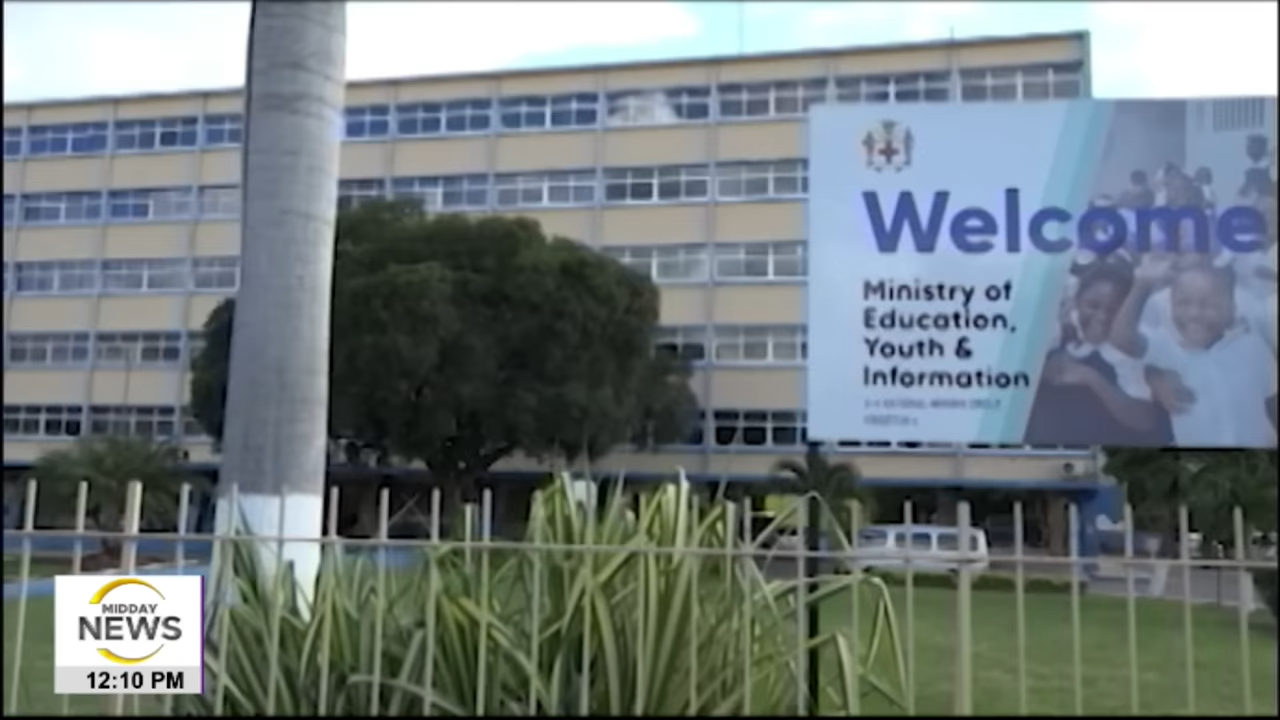 Welcome
Ministry of
Education,
Youth &
Information
MIDDAY
NEWS
12:10 PM